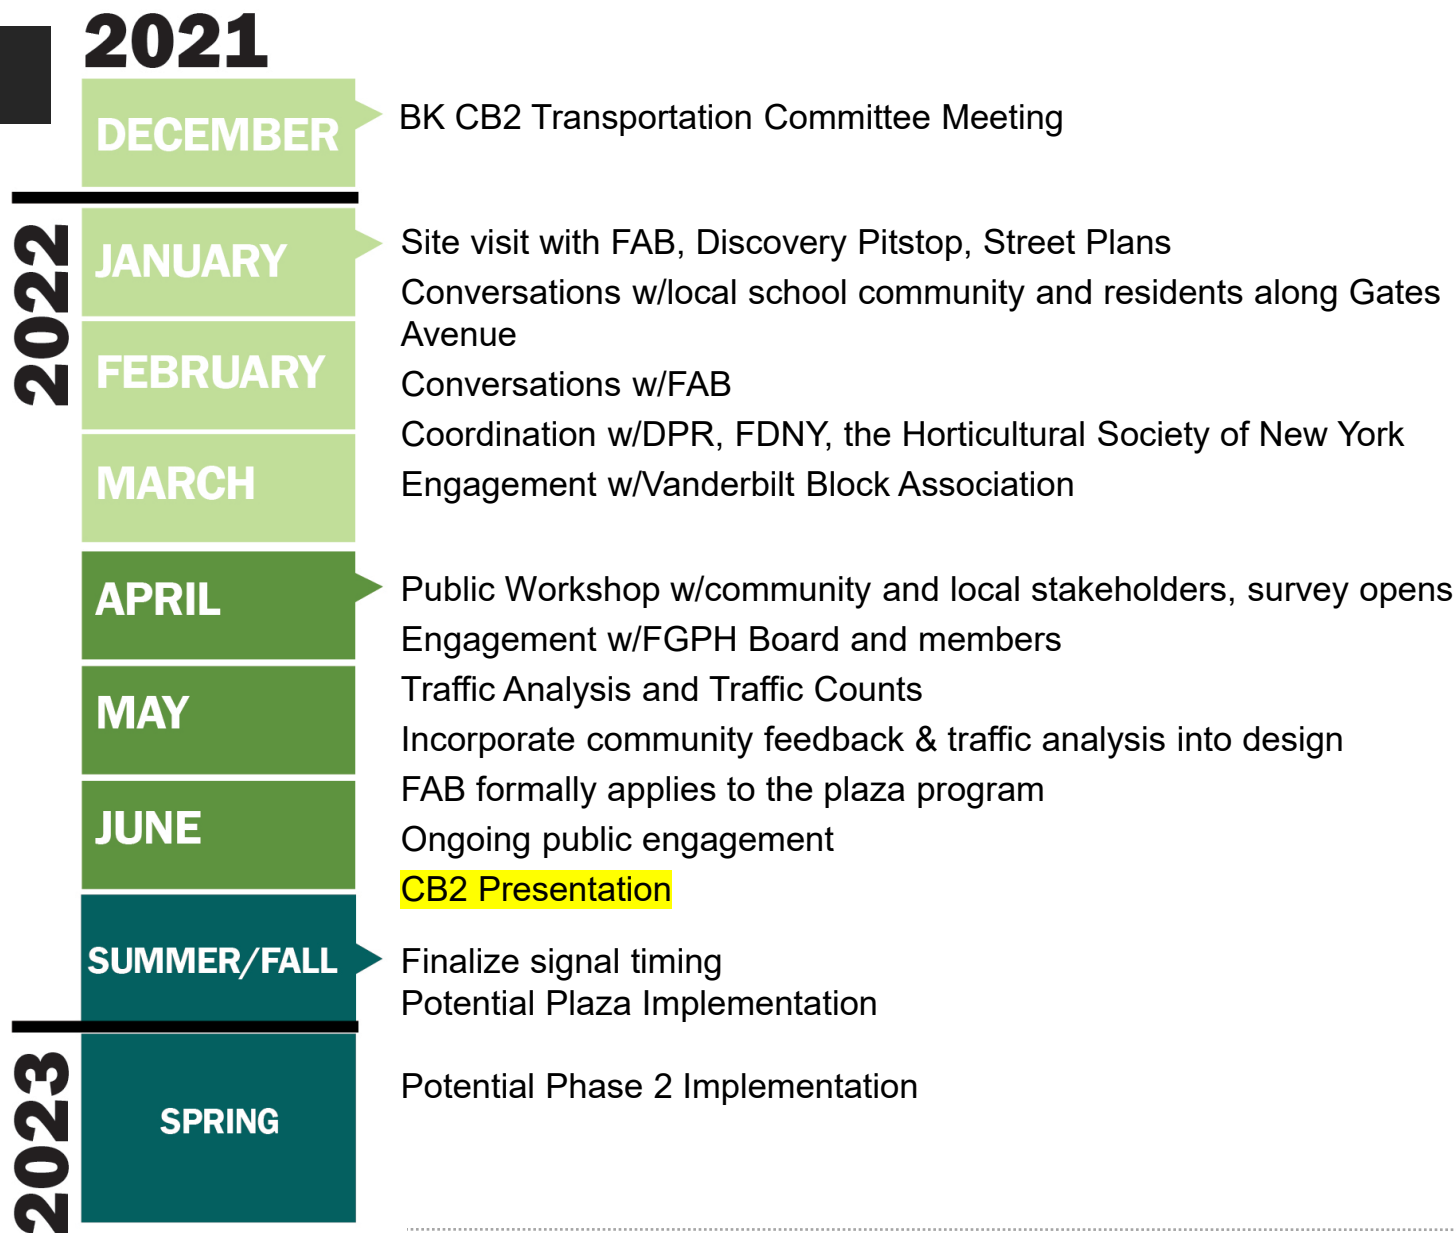 2021
DECEMBER
BK CB2 Transportation Committee Meeting
2022
JANUARY
Site visit with FAB, Discovery Pitstop, Street Plans
Conversations w/local school community and residents along Gates
Avenue
FEBRUARY
Conversations w/FAB
Coordination w/DPR, FDNY, the Horticultural Society of New York
MARCH
Engagement w/Vanderbilt Block Association
APRIL
Public Workshop w/community and local stakeholders, survey opens
Engagement w/FGPH Board and members
MAY
Traffic Analysis and Traffic Counts
Incorporate community feedback & traffic analysis into design
FAB formally applies to the plaza program
JUNE
Ongoing public engagement
CB2 Presentation
SUMMER/FALL
Finalize signal timing
Potential Plaza Implementation
2023
SPRING
Potential Phase 2 Implementation